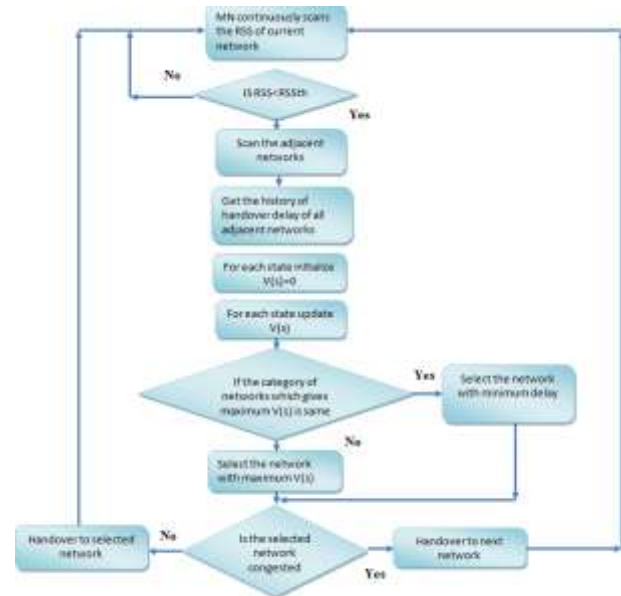 MN continuously scans
the RSS of current
network
No
IS RSS<RSSth
Yes
Scan the adjacent
networks
Get the history of
handover delay of all
adjacent networks
For each state initialize
V(s)=0
For each state update
V(s)
If the category of
networks which gives
maximum V(s) is same
Yes
Select the network
with minimum delay
No
Select the network
with maximum V(s)
Is the selected
network
congested
No
Handover to selected
network
Yes
Handover to next
network